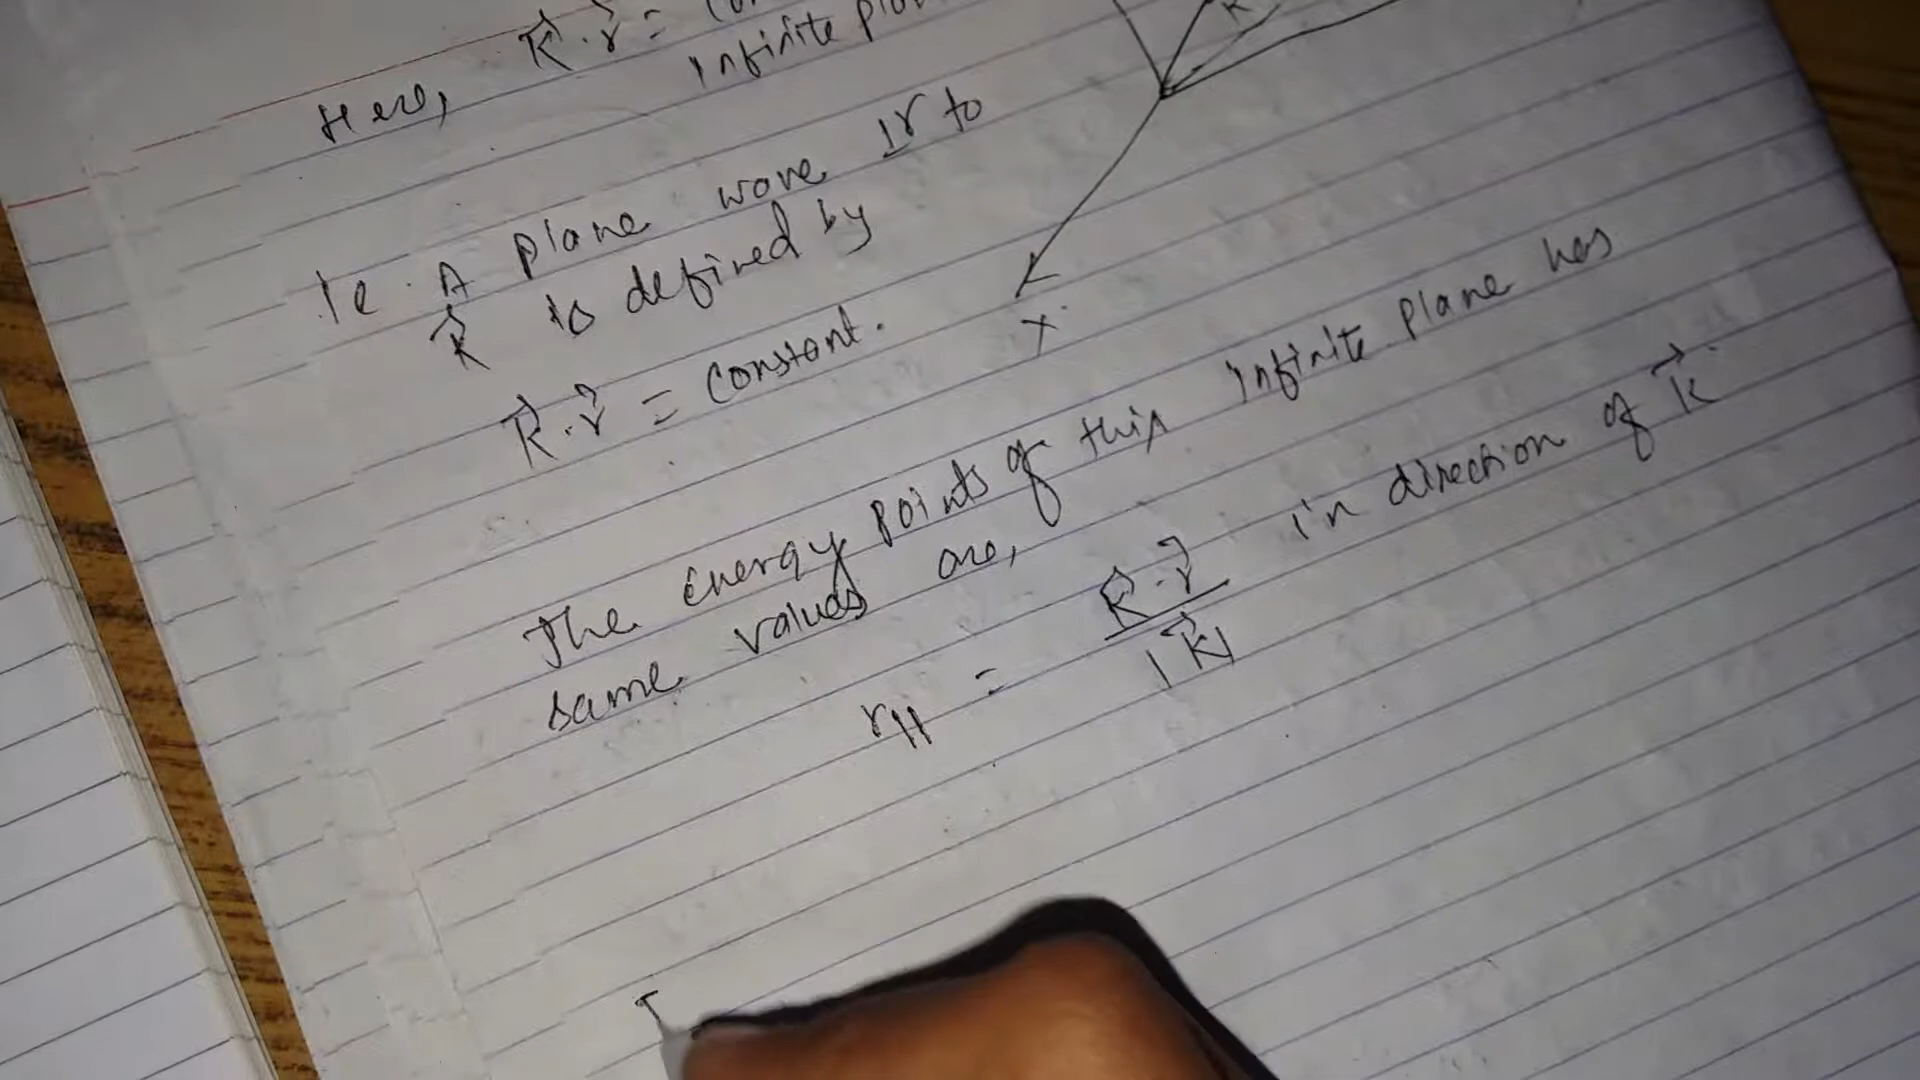 Here, K⃗.r⃗ =
infinite
ie. A plane wave ⊥r to
K⃗ is defined by
K⃗.r⃗ = constant.
X
K
The energy points of this infinite plane has
same values are,
r|| = K⃗.r⃗ / |K⃗| in direction of K⃗.